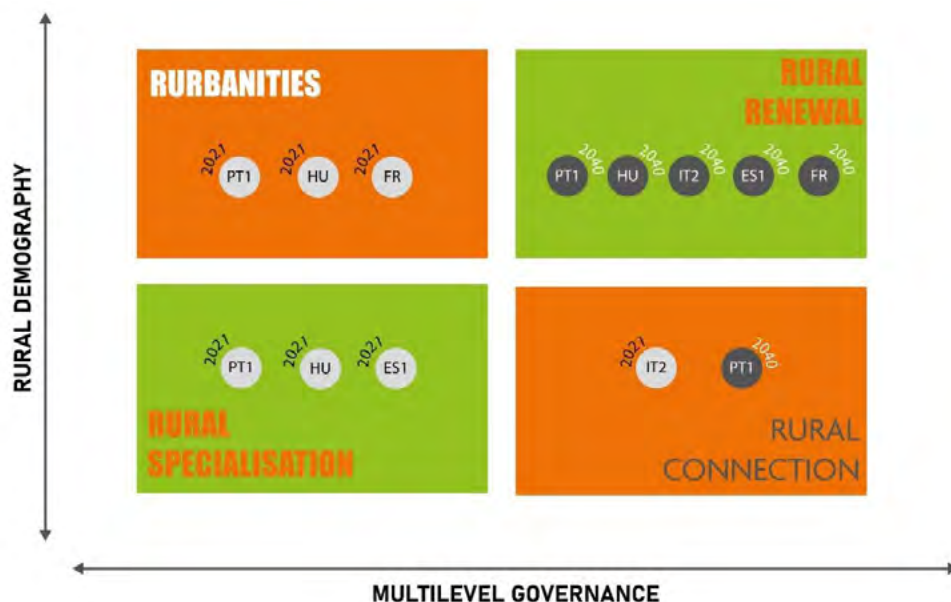 RURAL DEMOGRAPHY
RURBANITIES
2021 2021 2021
PT1 HU FR
RURAL
RENEWAL
2040 2040 2040 2040 2040
PT1 HU IT2 ES1 FR
2021 2021 2021
PT1 HU ES1
RURAL
SPECIALISATION
2021 2040
IT2 PT1
RURAL
CONNECTION
MULTILEVEL GOVERNANCE